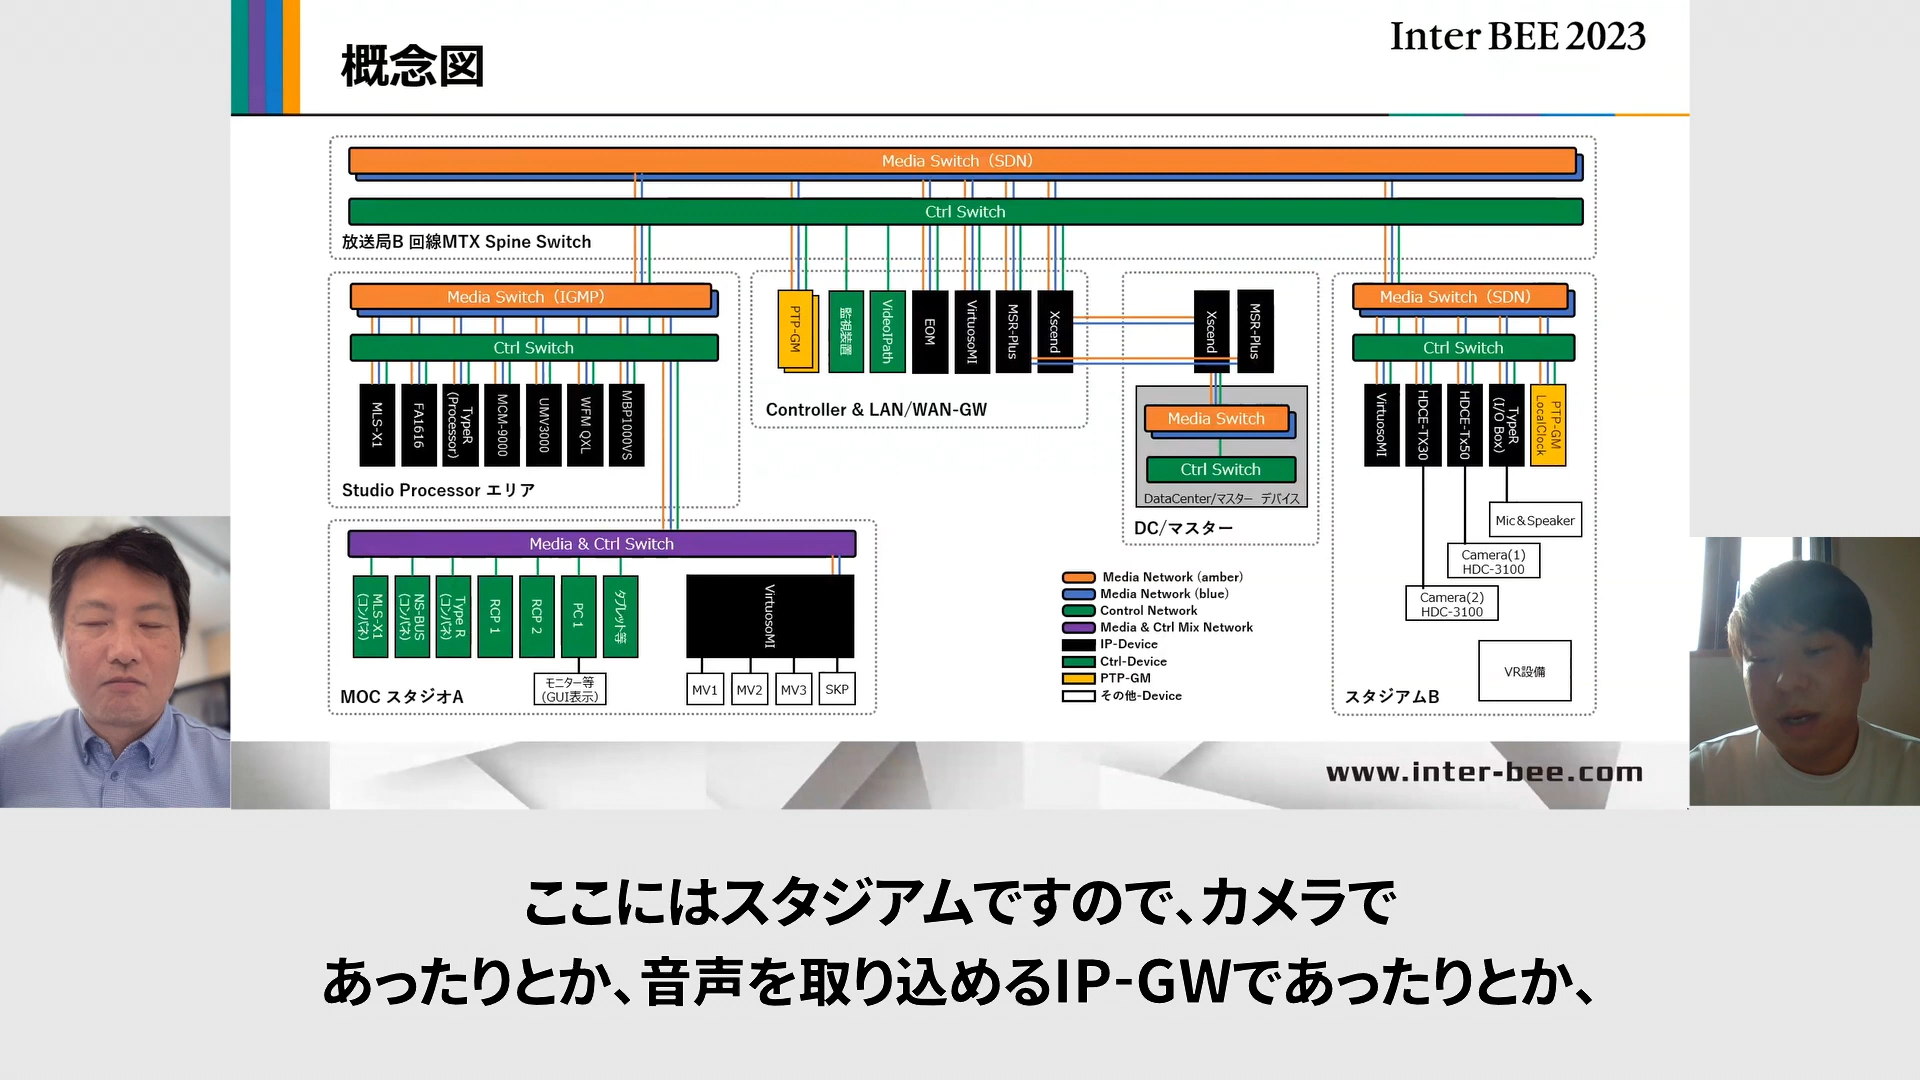 Inter BEE 2023
概念図
Media Switch（SDN）
Ctrl Switch
放送局B 回線MTX Spine Switch
Media Switch（IGMP）
Ctrl Switch
MLS-X1
FA1616
TypeR
(Processor)
MCM-9000
UMV3000
WFM QXL
MBP1000VS
Studio Processor エリア
PTP-GM
監視装置
VideoIPath
EOM
VirtuosoMI
MSR-Plus
Xscend
Controller & LAN/WAN-GW
Xscend
MSR-Plus
Media Switch
Ctrl Switch
DataCenter/マスター デバイス
DC/マスター
Media Switch（SDN）
Ctrl Switch
VirtuosoMI
HDCE-TX30
HDCE-Tx50
TypeR
(I/O Box)
PTP-GM
LocalClock
Mic＆Speaker
Camera(1)
HDC-3100
Camera(2)
HDC-3100
VR設備
スタジアムB
Media & Ctrl Switch
MLS-X1
(コンパネ)
NS-BUS
(コンパネ)
Type R
(コンパネ)
RCP 1
RCP 2
PC 1
タブレット等
モニター等
（GUI表示）
VirtuosoMI
MV1
MV2
MV3
SKP
MOC スタジオA
Media Network (amber)
Media Network (blue)
Control Network
Media & Ctrl Mix Network
IP-Device
Ctrl-Device
PTP-GM
その他-Device
www.inter-bee.com
ここにはスタジアムですので、カメラで
あったりとか、音声を取り込めるIP-GWであったりとか、